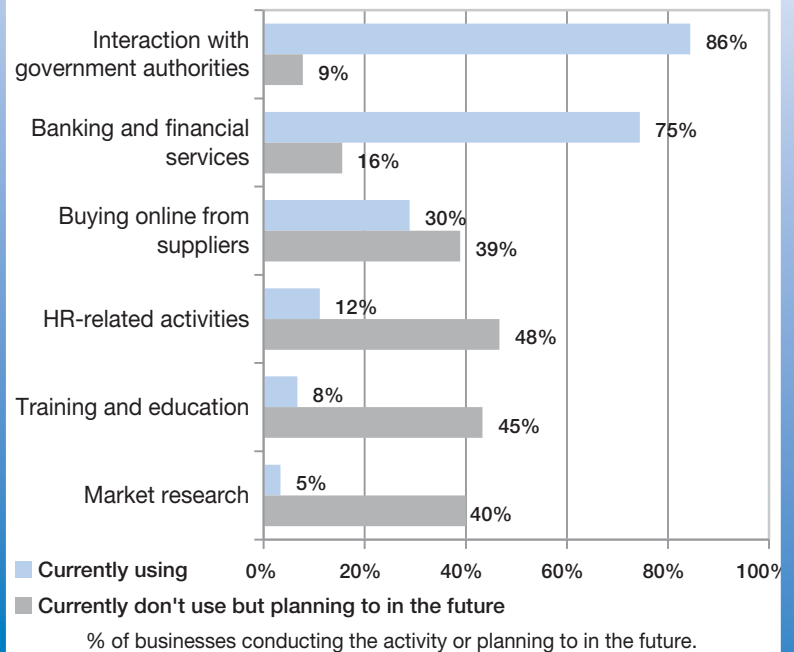 Interaction with
government authorities
86%
9%
Banking and financial
services
75%
16%
Buying online from
suppliers
30%
39%
HR-related activities
12%
48%
Training and education
8%
45%
Market research
5%
40%
0% 20% 40% 60% 80% 100%
Currently using
Currently don't use but planning to in the future
% of businesses conducting the activity or planning to in the future.